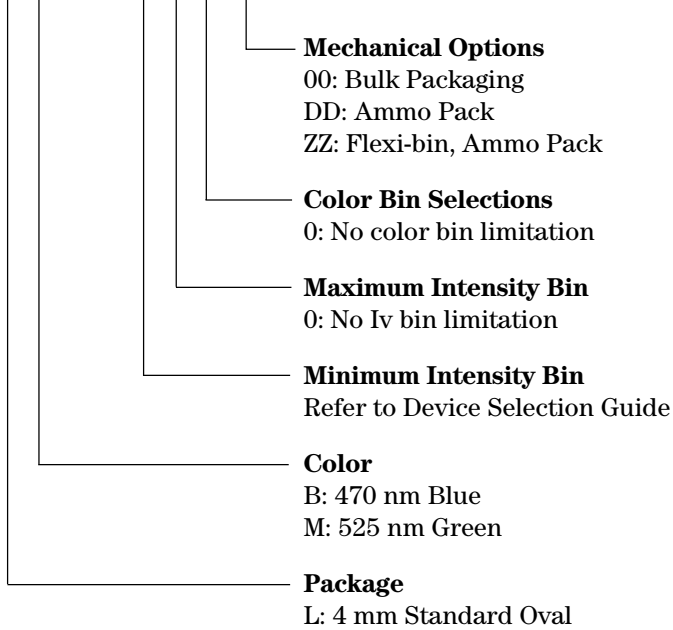 Mechanical Options
00: Bulk Packaging
DD: Ammo Pack
ZZ: Flexi-bin, Ammo Pack
Color Bin Selections
0: No color bin limitation
Maximum Intensity Bin
0: No Iv bin limitation
Minimum Intensity Bin
Refer to Device Selection Guide
Color
B: 470 nm Blue
M: 525 nm Green
Package
L: 4 mm Standard Oval